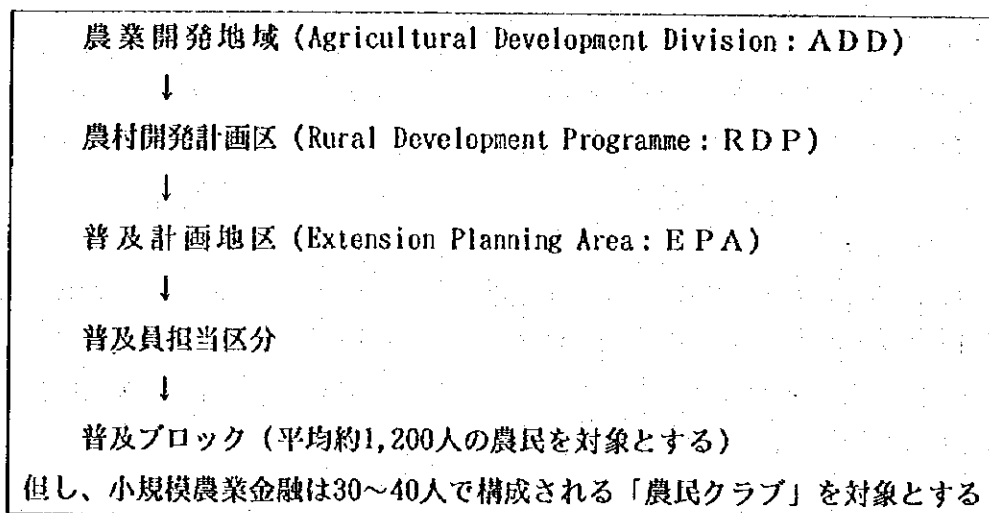 農業開発地域 (Agricultural Development Division : ADD)
↓
農村開発計画区 (Rural Development Programme : RDP)
↓
普及計画地区 (Extension Planning Area : EPA)
↓
普及員担当区分
↓
普及ブロック (平均約1,200人の農民を対象とする)
但し、小規模農業金融は30～40人で構成される「農民クラブ」を対象とする